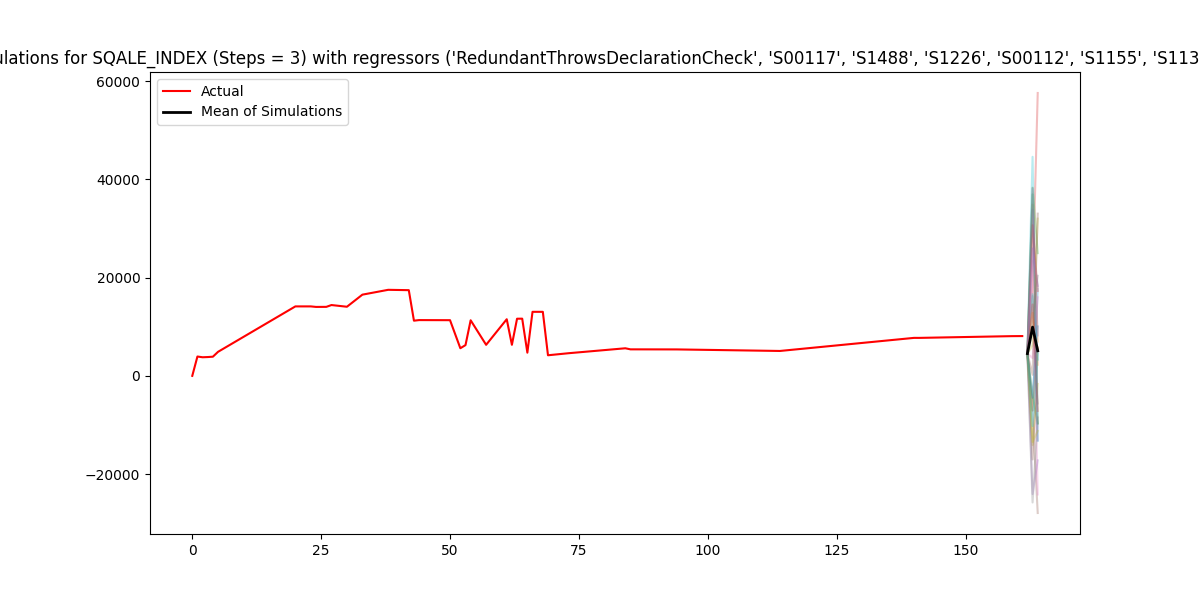 ulations for SQALE_INDEX (Steps = 3) with regressors ('RedundantThrowsDeclarationCheck', 'S00117', 'S1488', 'S1226', 'S00112', 'S1155', 'S113
Actual
Mean of Simulations
60000
40000
20000
0
−20000
0 25 50 75 100 125 150